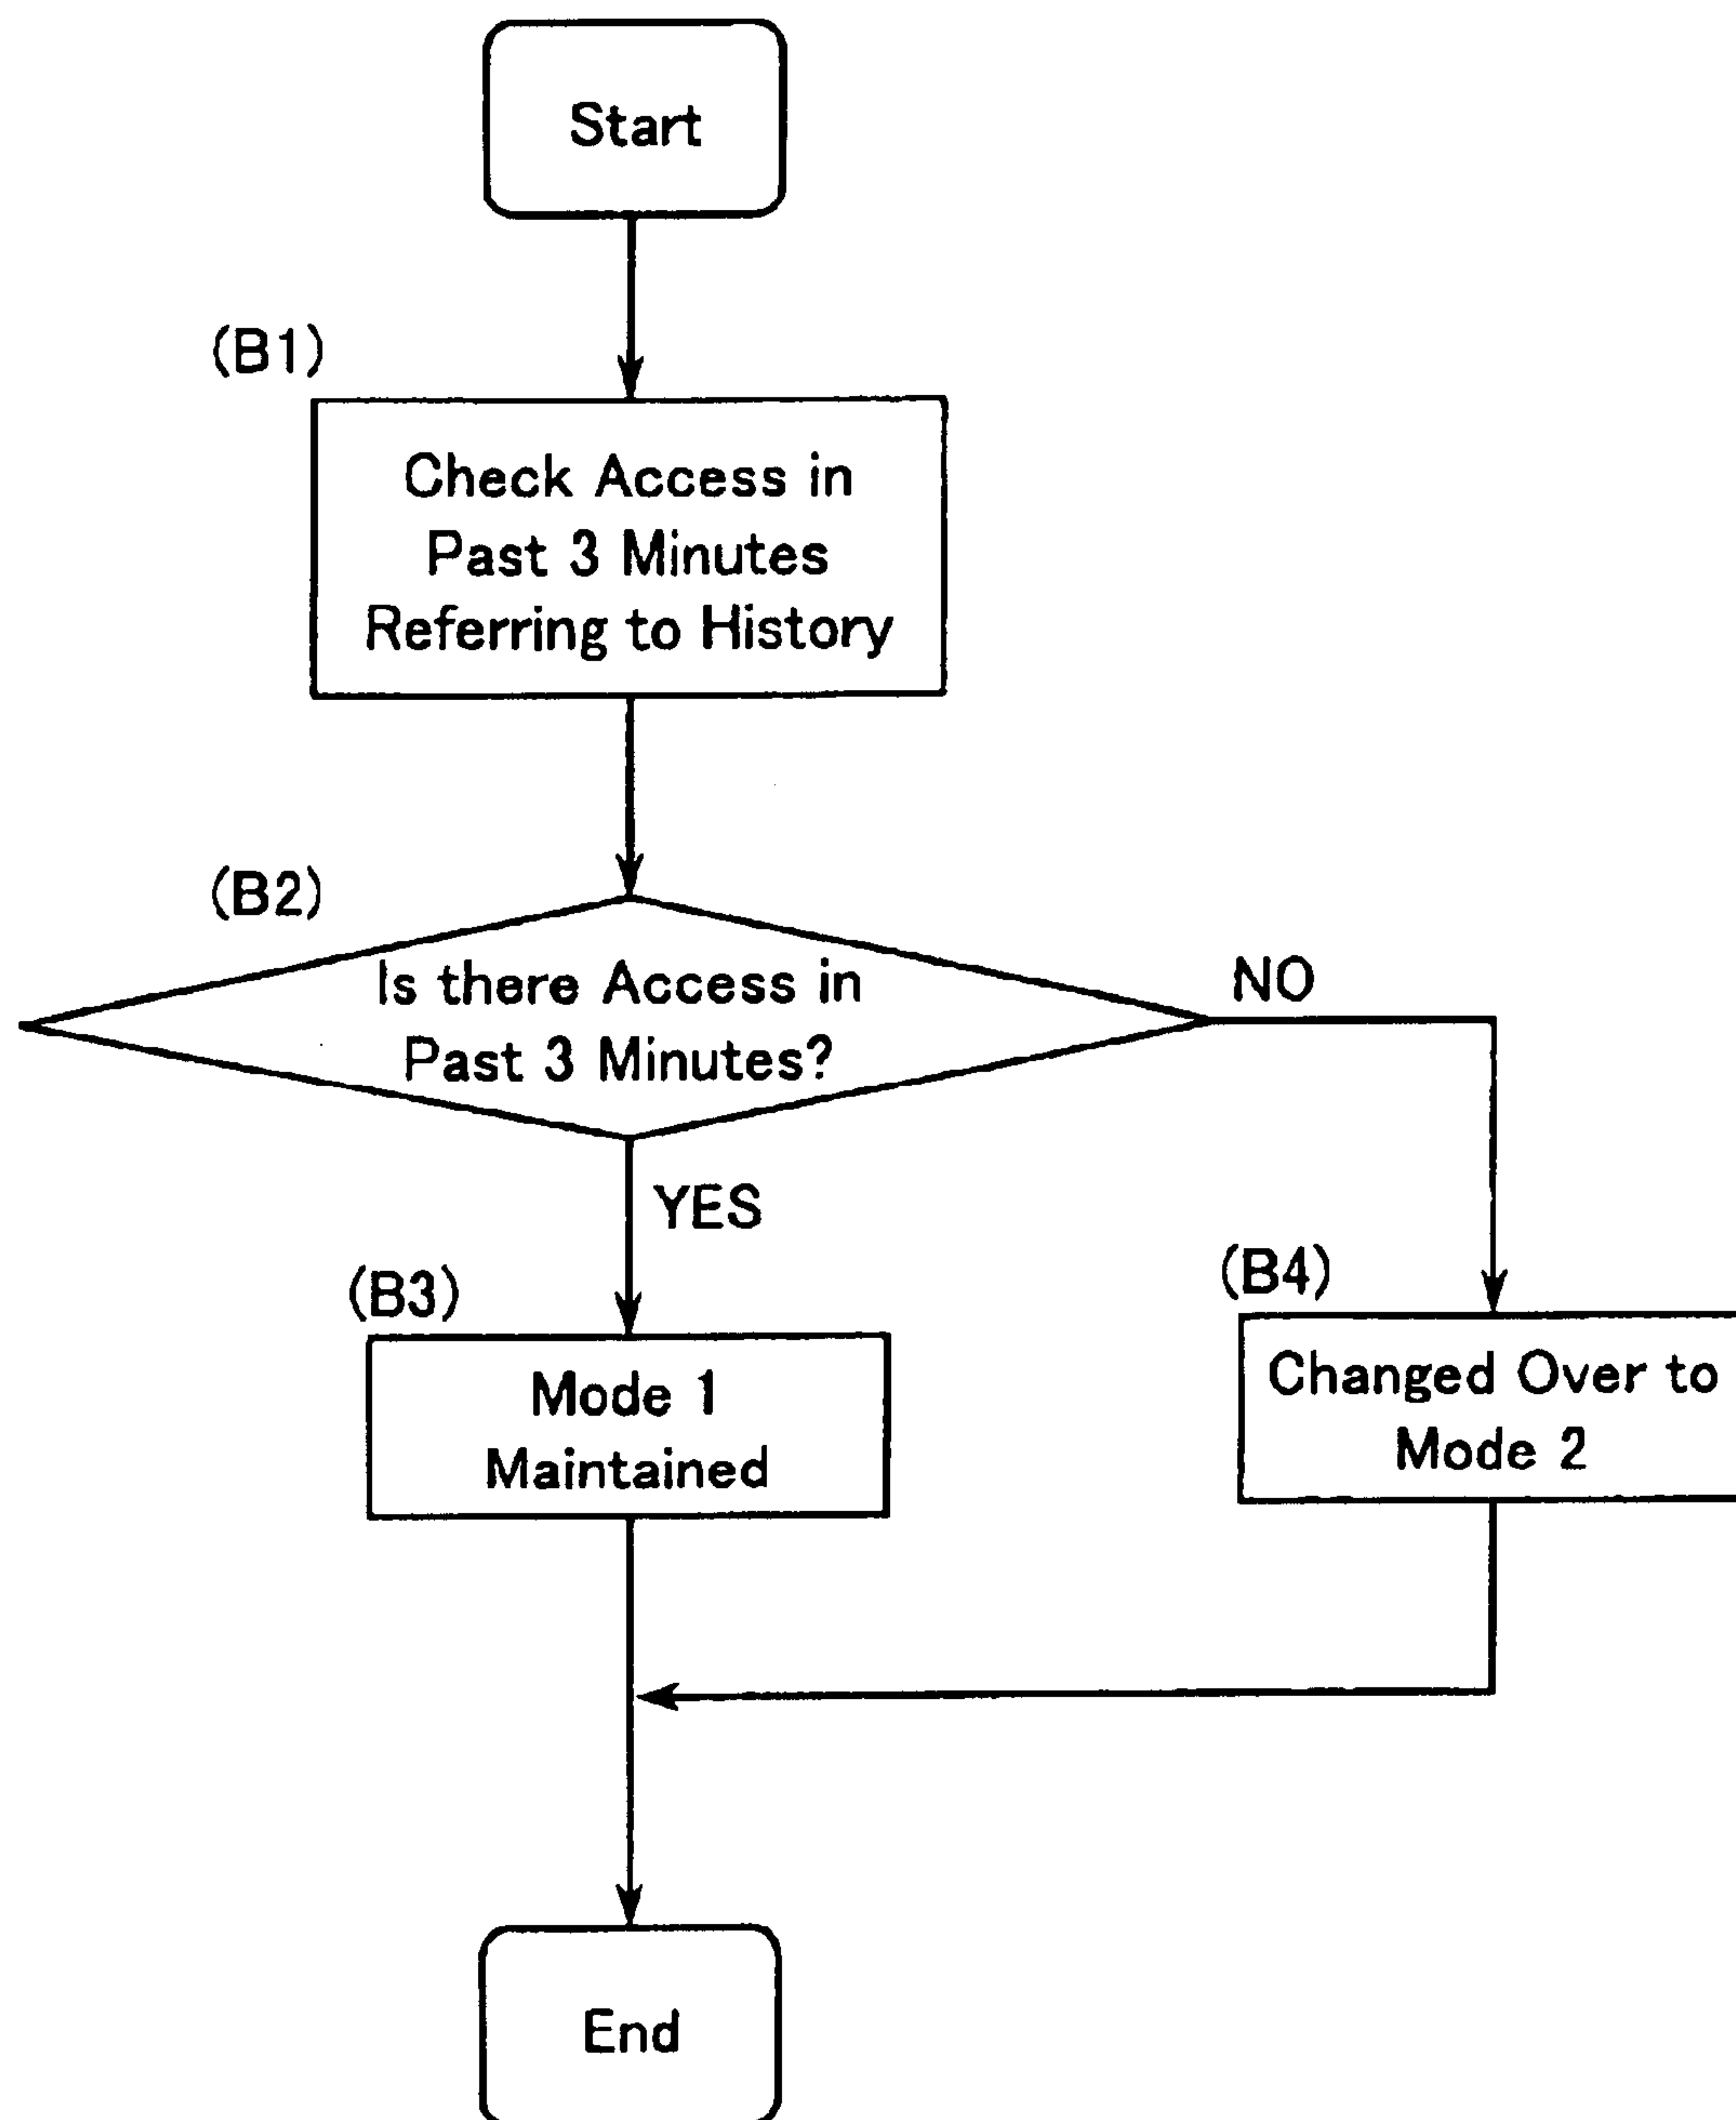 Start
(B1)
Check Access in
Past 3 Minutes
Referring to History
(B2)
Is there Access in
Past 3 Minutes?
NO
YES
(B3)
Mode 1
Maintained
(B4)
Changed Over to
Mode 2
End